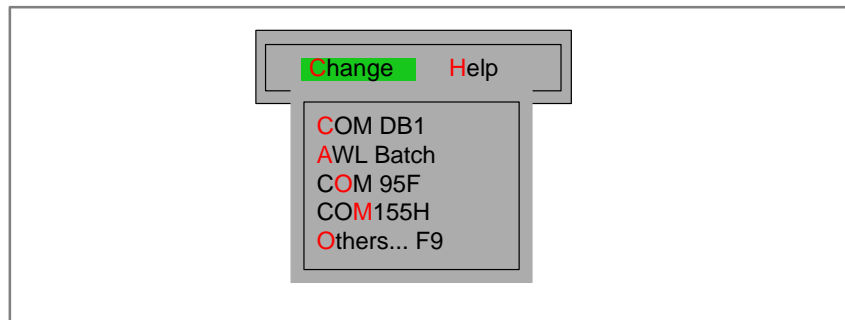 Change Help
COM DB1
AWL Batch
COM 95F
COM155H
Others... F9